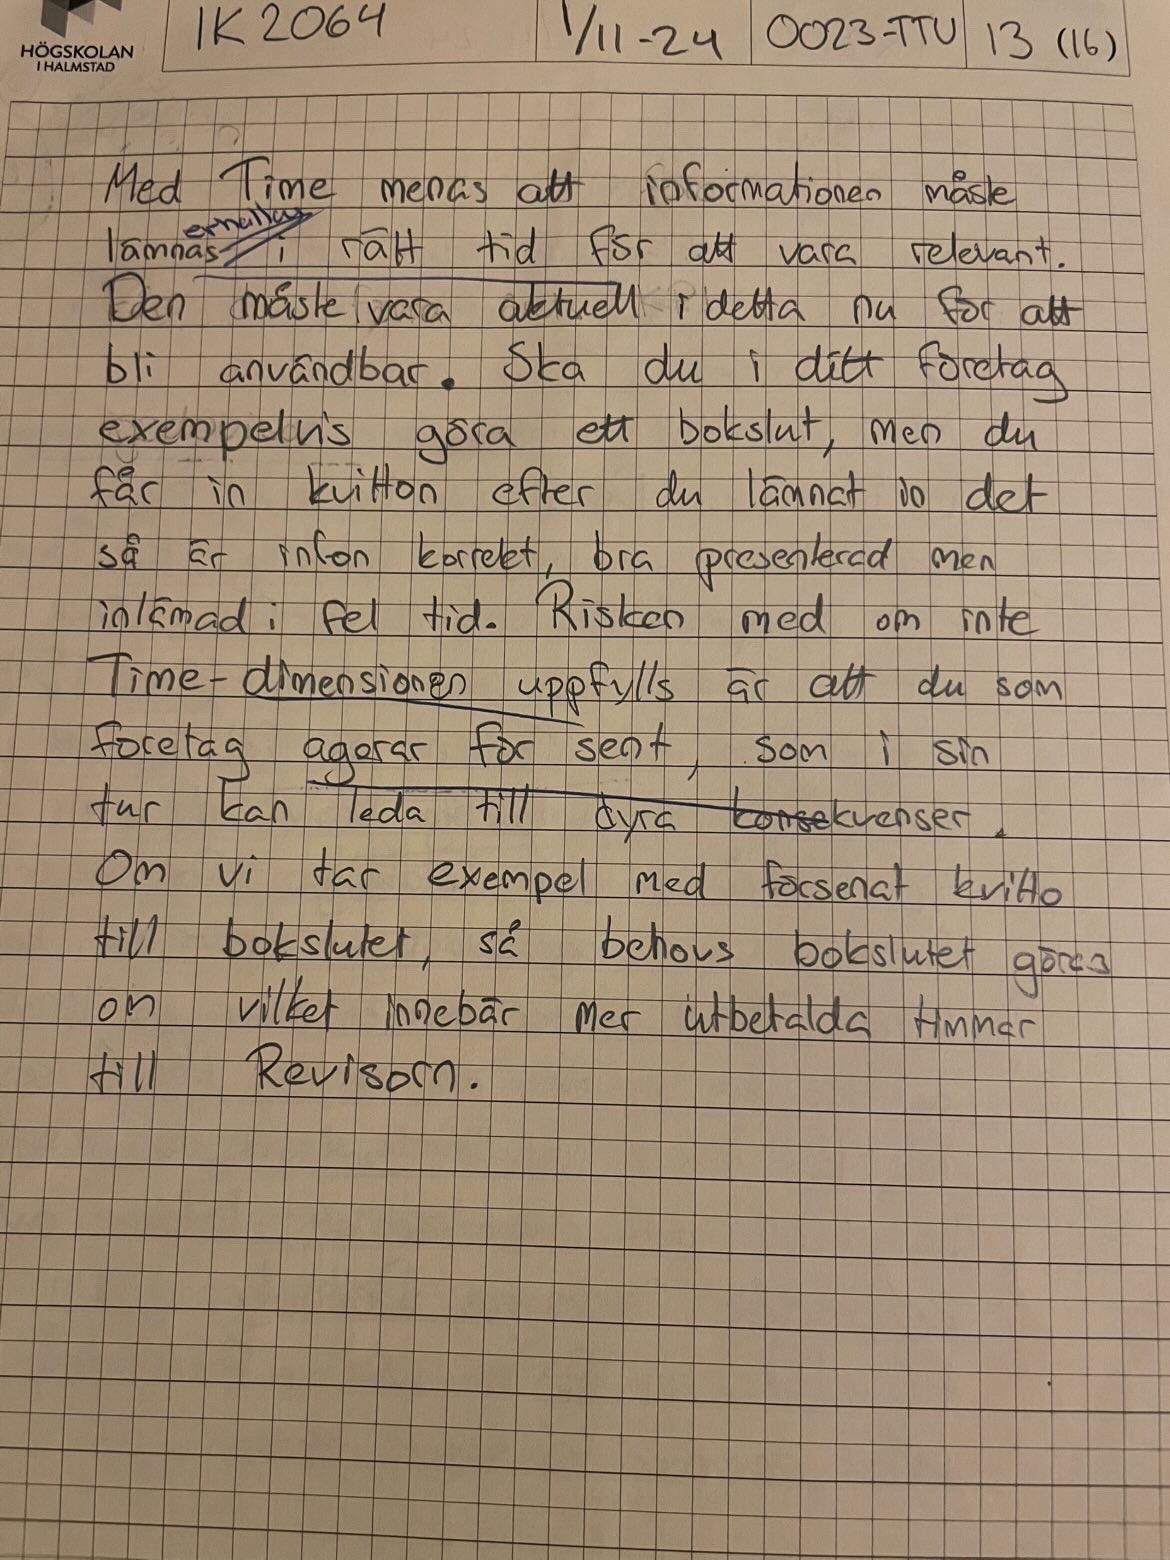 HÖGSKOLAN
I HALMSTAD
IK2064
1/11-24
0023-TTU
13 (16)
Med Time menas att informationen måste
erhållas
lämnas i rätt tid för att vara relevant.
Den måste vara aktuell i detta nu för att
bli användbar. Ska du i ditt företag
exempelvis göra ett bokslut, men du
får in kvitton efter du lämnat in det
så är infon korrekt, bra presenterad men
inlämad i fel tid. Risken med om inte
Time-dimensionen uppfylls är att du som
företag agerar för sent, som i sin
tur kan leda till dyra konsekvenser.
Om vi tar exempel med försenat kvitto
till bokslutet, så behovs bokslutet göras
om vilket innebär mer utbetalda timmar
till Revisorn.